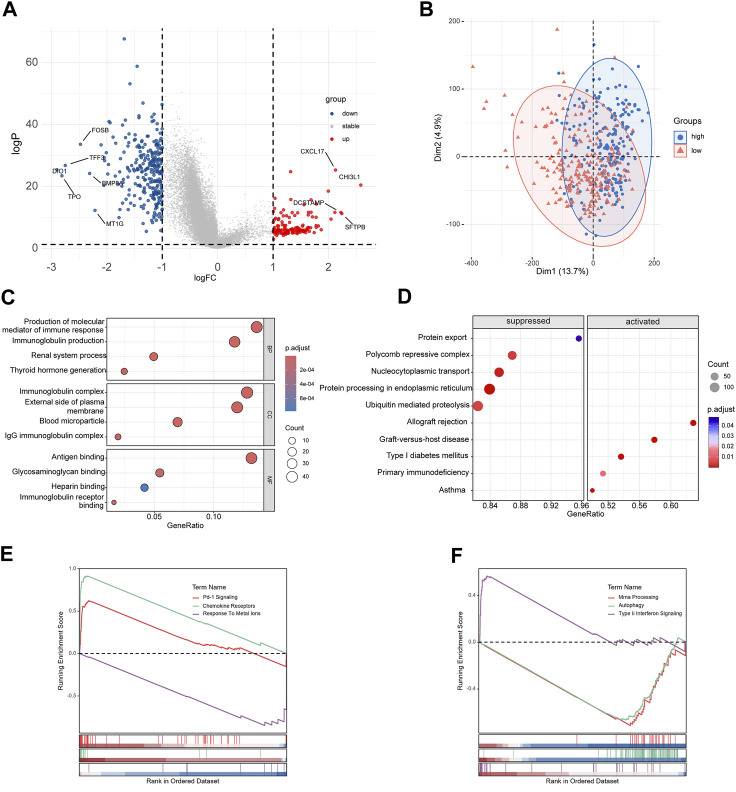 A
60
40
20
0
logP
-3
-2
-1
0
1
2
logFC
FOSB
TFF3
DIO1
TPO
MT1G
group
down
stable
up
CXCL17
CHI3L1
DCSTAMP
SFTPB
B
200
100
0
-100
Dim2 (4.9%)
-400
-200
0
200
Dim1 (13.7%)
Groups
high
low
C
Production of molecular
mediator of immune response
Immunoglobulin production
Renal system process
Thyroid hormone generation
BP
Immunoglobulin complex
External side of plasma
membrane
Blood microparticle
IgG immunoglobulin complex
CC
Antigen binding
Glycosaminoglycan binding
Heparin binding
Immunoglobulin receptor
binding
MF
0.05
0.10
GeneRatio
p.adjust
2e-04
4e-04
6e-04
Count
10
20
30
40
D
suppressed
activated
Protein export
Polycomb repressive complex
Nucleocytoplasmic transport
Protein processing in endoplasmic reticulum
Ubiquitin mediated proteolysis
Allograft rejection
Graft-versus-host disease
Type I diabetes mellitus
Primary immunodeficiency
Asthma
0.84
0.88
0.92
0.96
0.52
0.56
0.60
GeneRatio
Count
50
100
p.adjust
0.04
0.03
0.02
0.01
E
1.0
0.5
0.0
-0.5
Running Enrichment Score
Term Name
Pd-1 Signaling
Chemokine Receptors
Response To Metal Ions
Rank in Ordered Dataset
F
0.4
0.0
-0.4
Running Enrichment Score
Term Name
Mrna Processing
Autophagy
Type Ii Interferon Signaling
Rank in Ordered Dataset